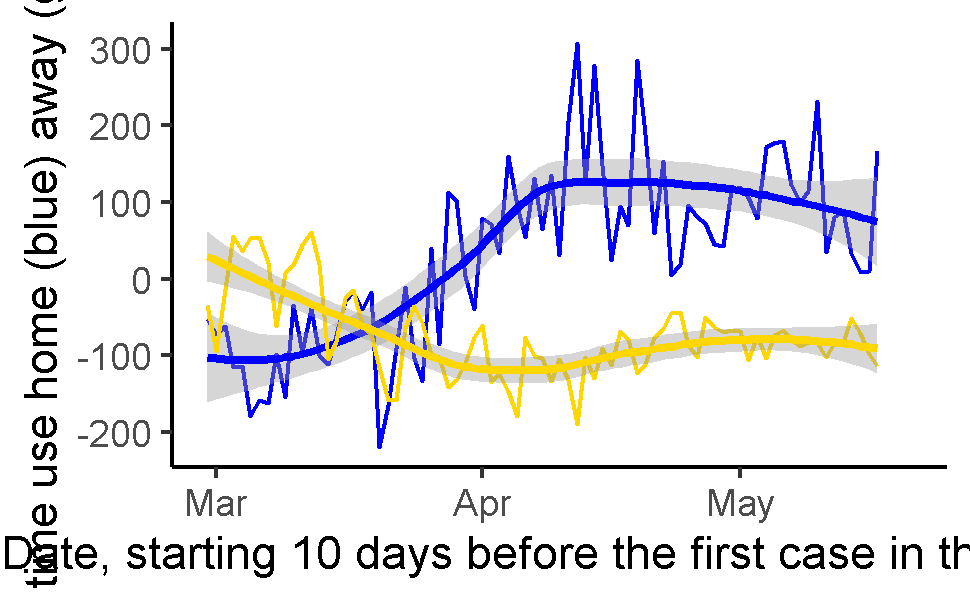 time use home (blue) away (
300
200
100
0
-100
-200
Mar
Apr
May
Date, starting 10 days before the first case in th